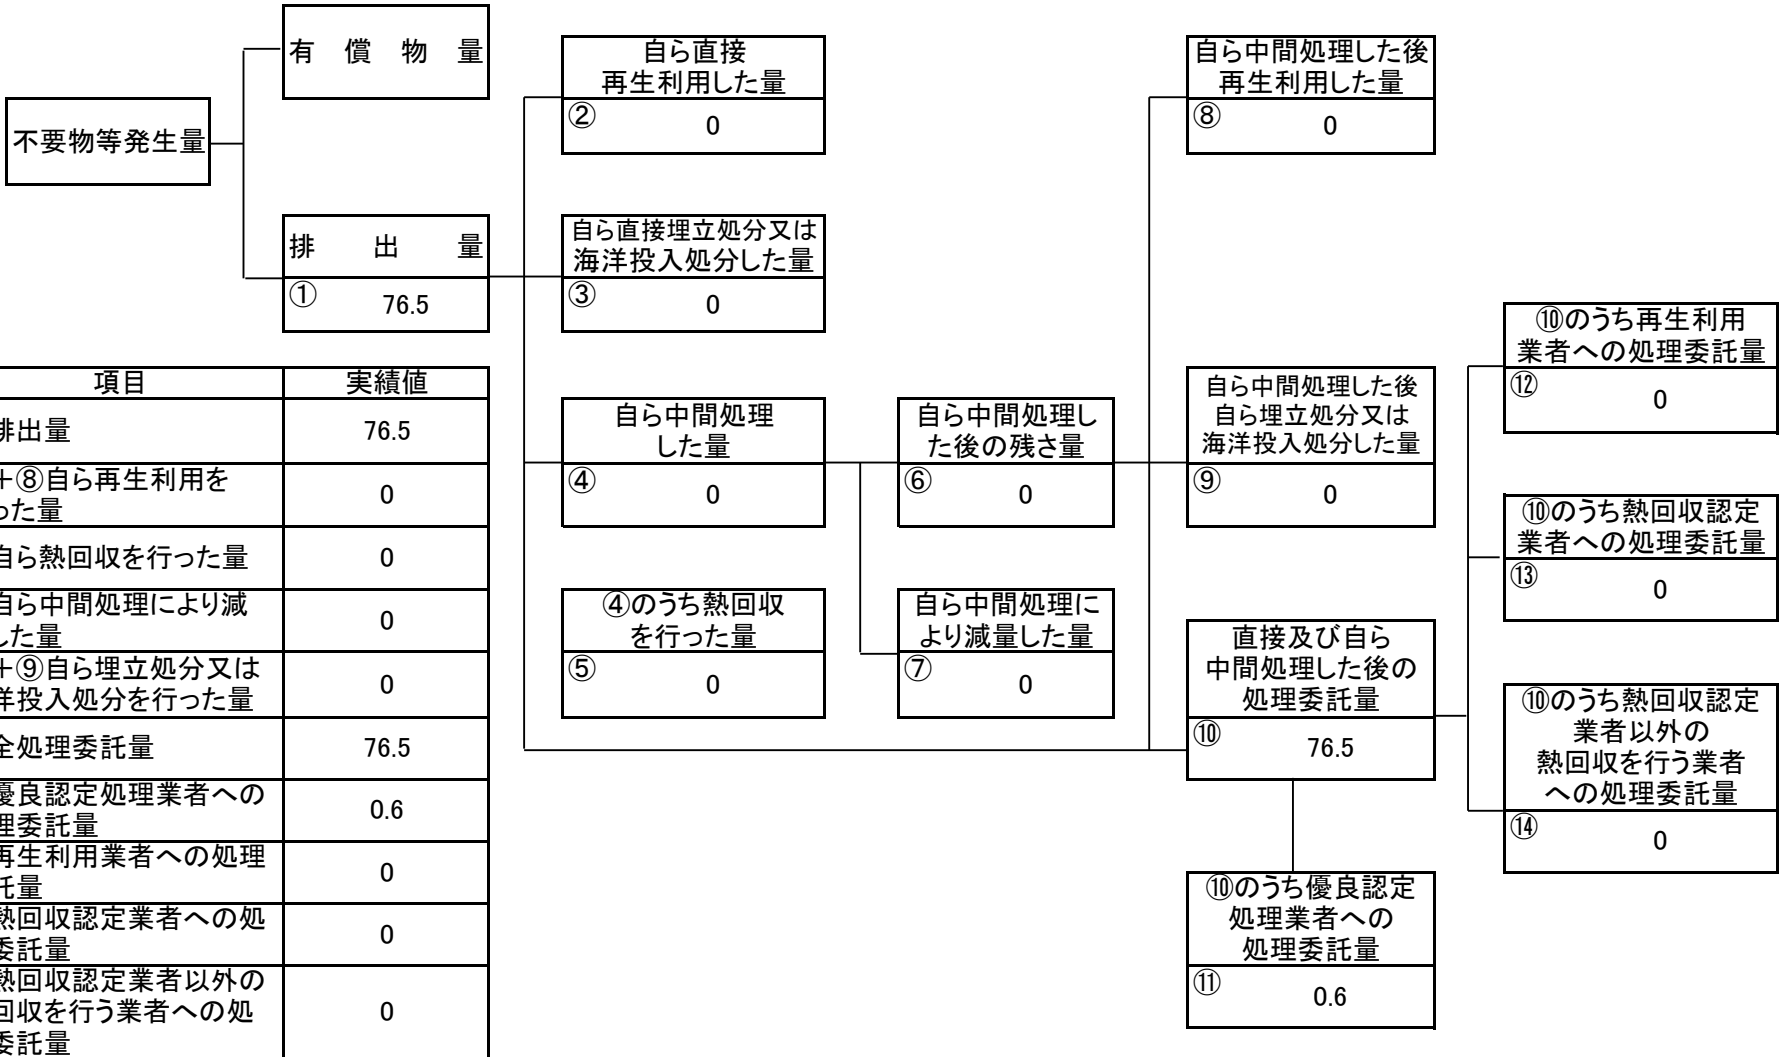 有償物量
不要物等発生量
排出量
① 76.5
自ら直接
再生利用した量
② 0
自ら直接埋立処分又は
海洋投入処分した量
③ 0
自ら中間処理
した量
④ 0
④のうち熱回収
を行った量
⑤ 0
自ら中間処理し
た後の残さ量
⑥ 0
自ら中間処理に
より減量した量
⑦ 0
自ら中間処理した後
再生利用した量
⑧ 0
自ら中間処理した後
自ら埋立処分又は
海洋投入処分した量
⑨ 0
直接及び自ら
中間処理した後の
処理委託量
⑩ 76.5
⑩のうち優良認定
処理業者への
処理委託量
⑪ 0.6
⑩のうち再生利用
業者への処理委託量
⑫ 0
⑩のうち熱回収認定
業者への処理委託量
⑬ 0
⑩のうち熱回収認定
業者以外の
熱回収を行う業者
への処理委託量
⑭ 0
項目 実績値
排出量 76.5
+⑧自ら再生利用を
った量 0
自ら熱回収を行った量 0
自ら中間処理により減
した量 0
+⑨自ら埋立処分又は
洋投入処分を行った量 0
全処理委託量 76.5
優良認定処理業者への
理委託量 0.6
再生利用業者への処理
託量 0
熱回収認定業者への処
委託量 0
熱回収認定業者以外の
回収を行う業者への処
委託量 0